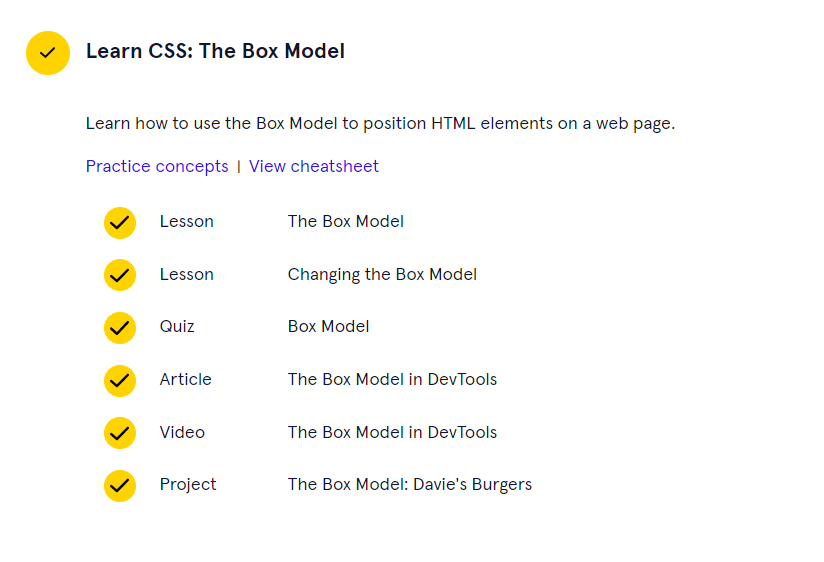 Learn CSS: The Box Model
Learn how to use the Box Model to position HTML elements on a web page.
Practice concepts | View cheatsheet
Lesson The Box Model
Lesson Changing the Box Model
Quiz Box Model
Article The Box Model in DevTools
Video The Box Model in DevTools
Project The Box Model: Davie's Burgers